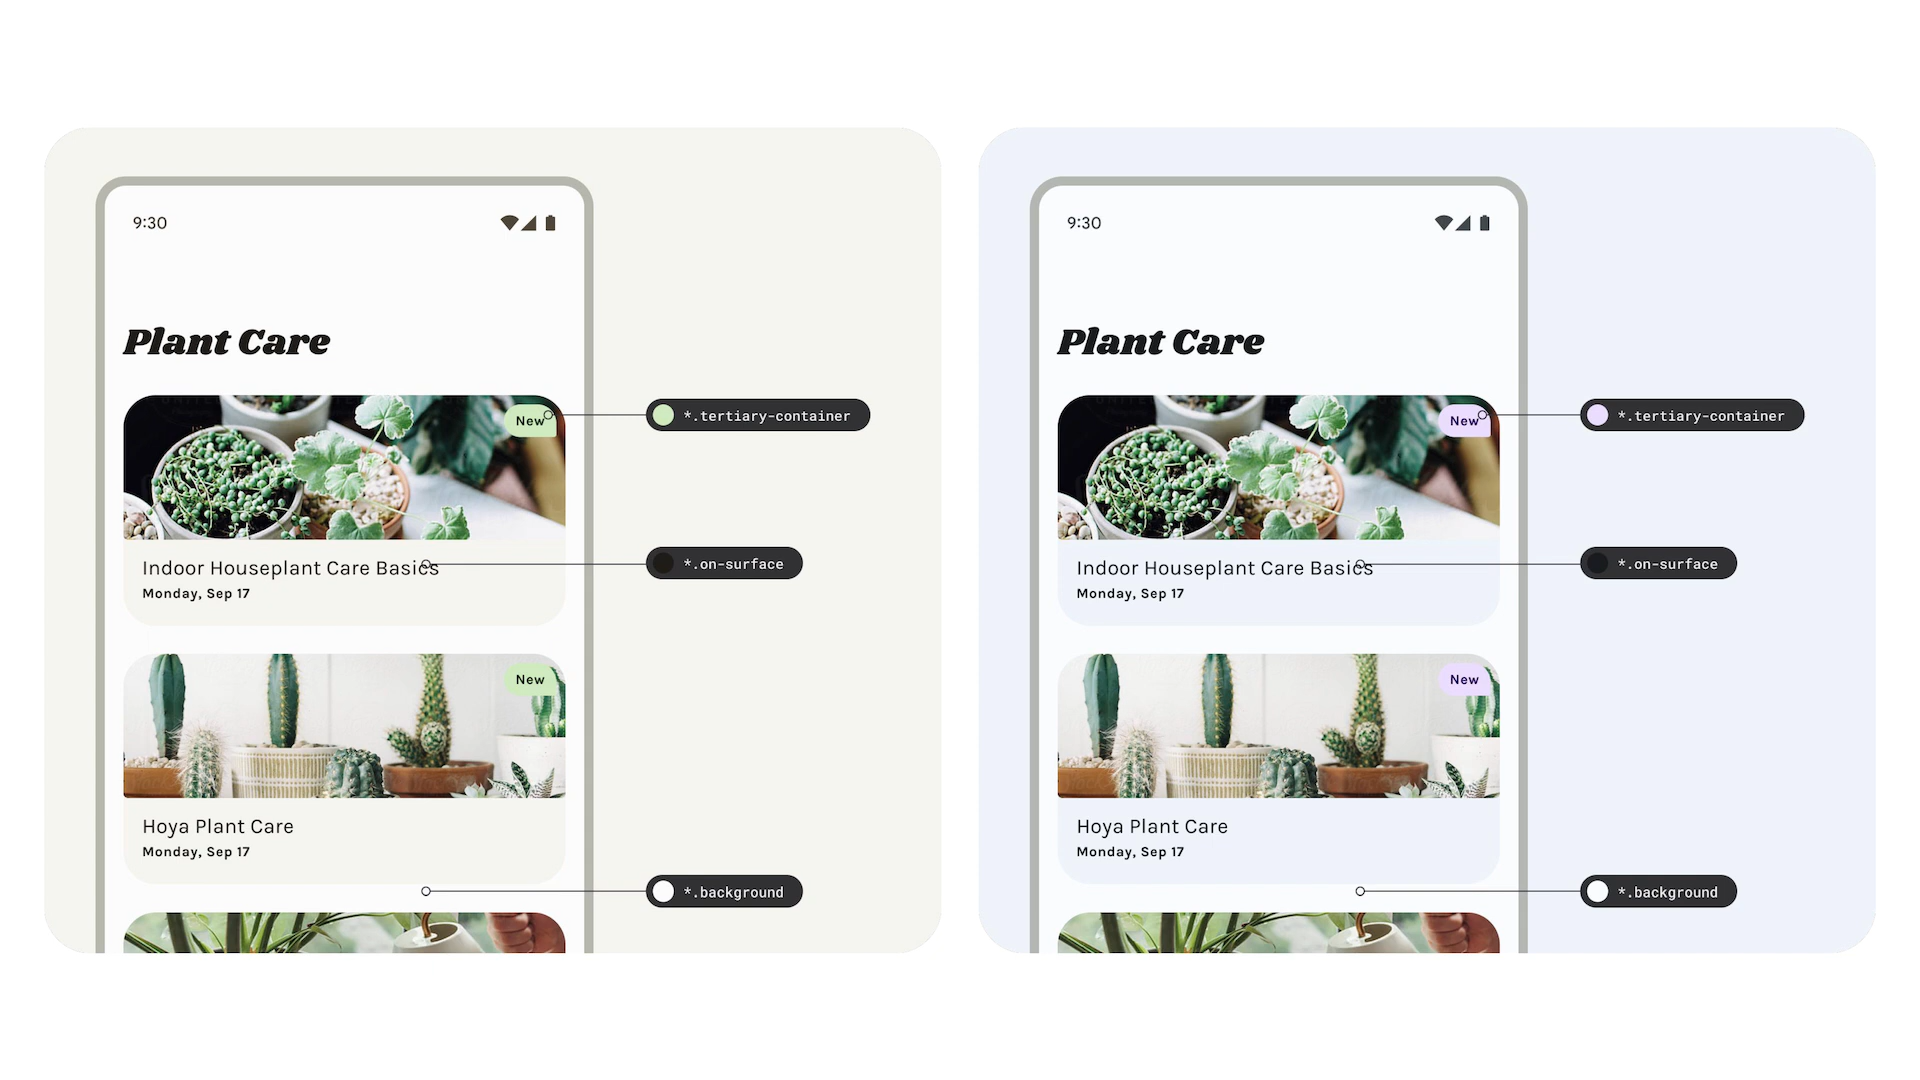 9:30
Plant Care
New
*.tertiary-container
Indoor Houseplant Care Basics
*.on-surface
Monday, Sep 17
New
Hoya Plant Care
Monday, Sep 17
*.background
9:30
Plant Care
New
*.tertiary-container
Indoor Houseplant Care Basics
*.on-surface
Monday, Sep 17
New
Hoya Plant Care
Monday, Sep 17
*.background